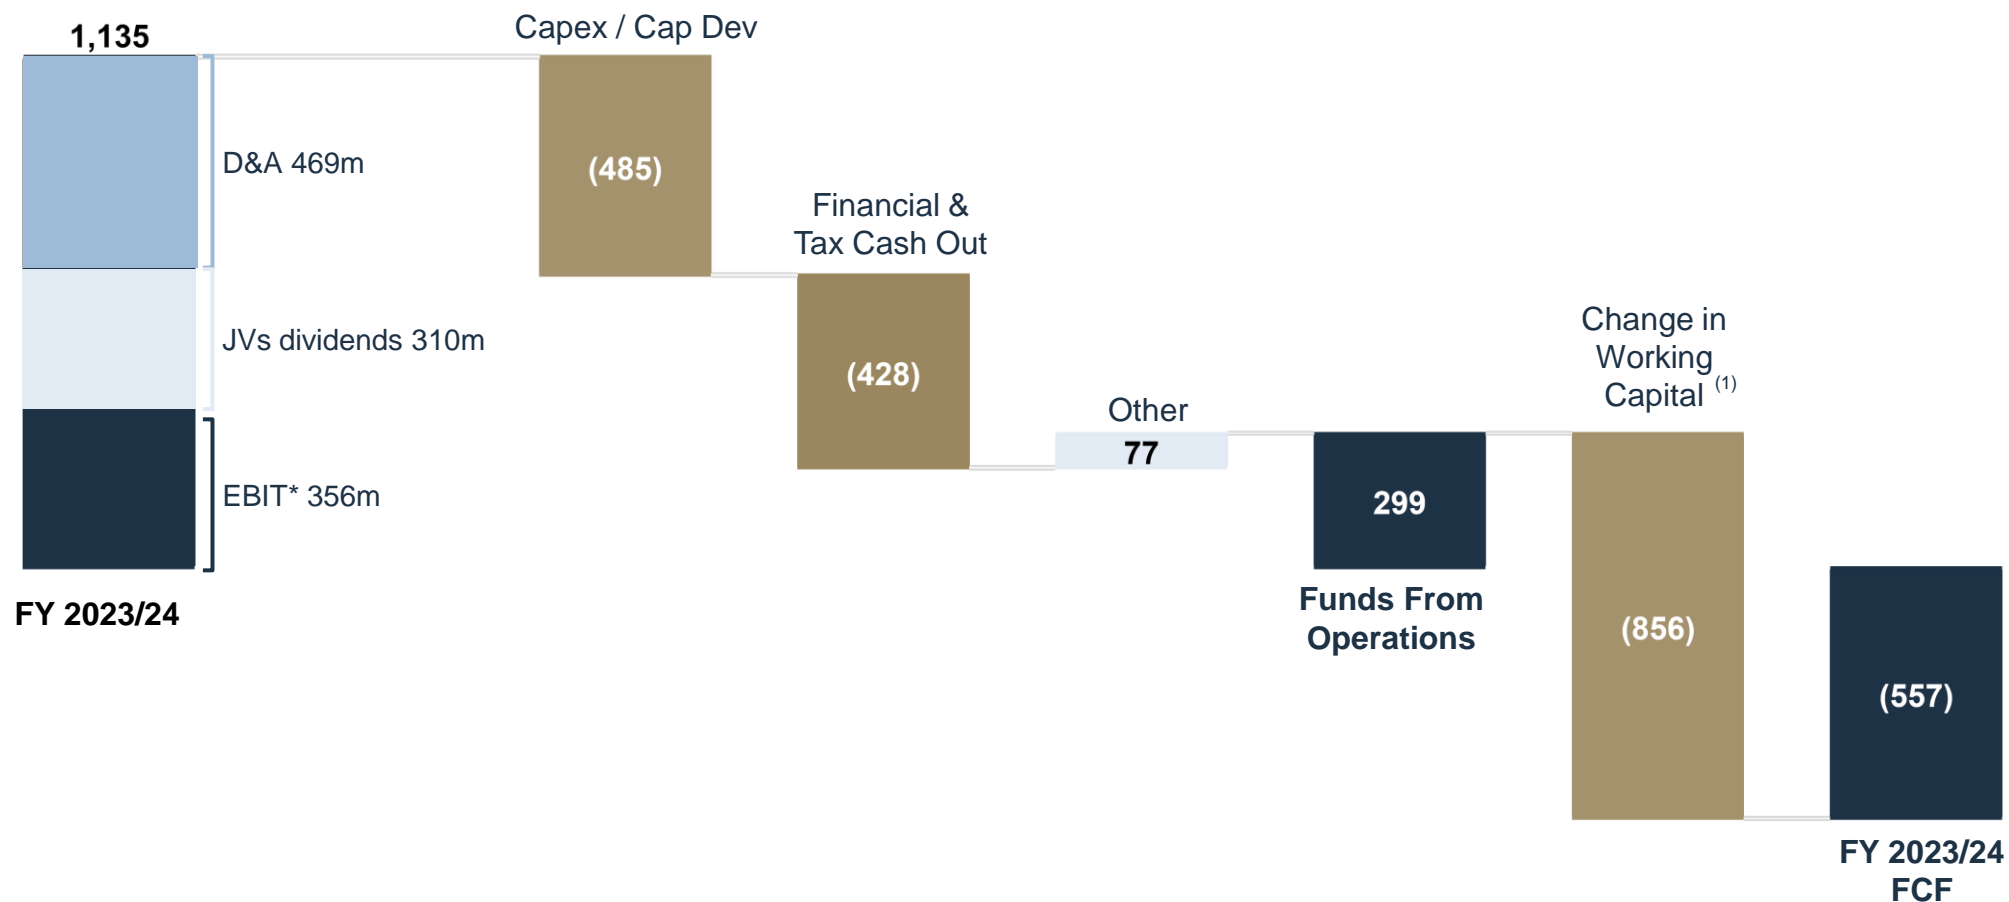 1,135
D&A 469m
JVs dividends 310m
EBIT* 356m
FY 2023/24
Capex / Cap Dev
(485)
Financial &
Tax Cash Out
(428)
Other
77
299
Funds From
Operations
Change in
Working
Capital (1)
(856)
(557)
FY 2023/24
FCF